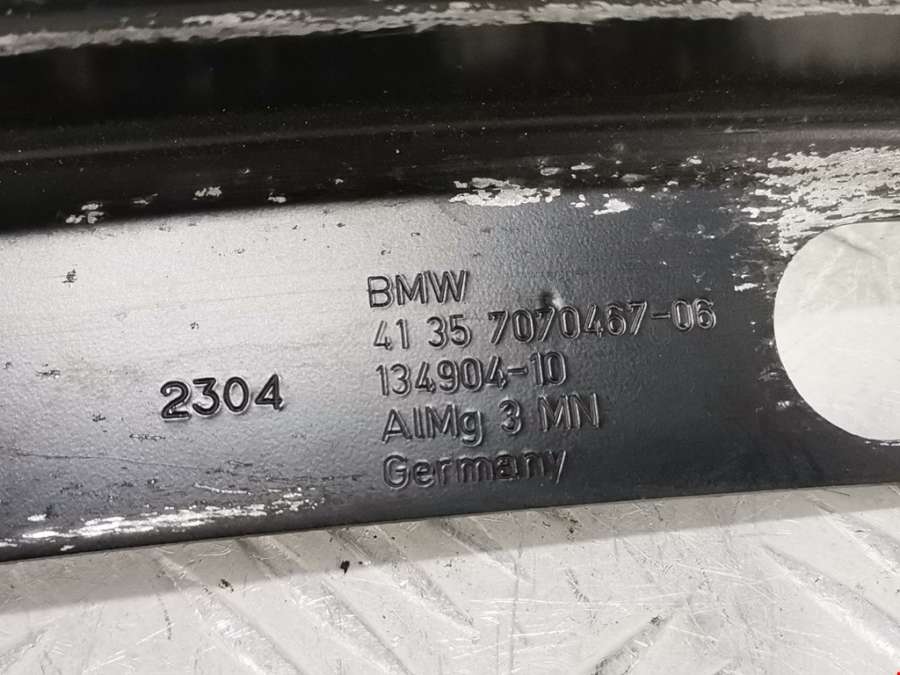 BMW
41 35 7070467-06
134904-10
2304
AlMg 3 MN
Germany